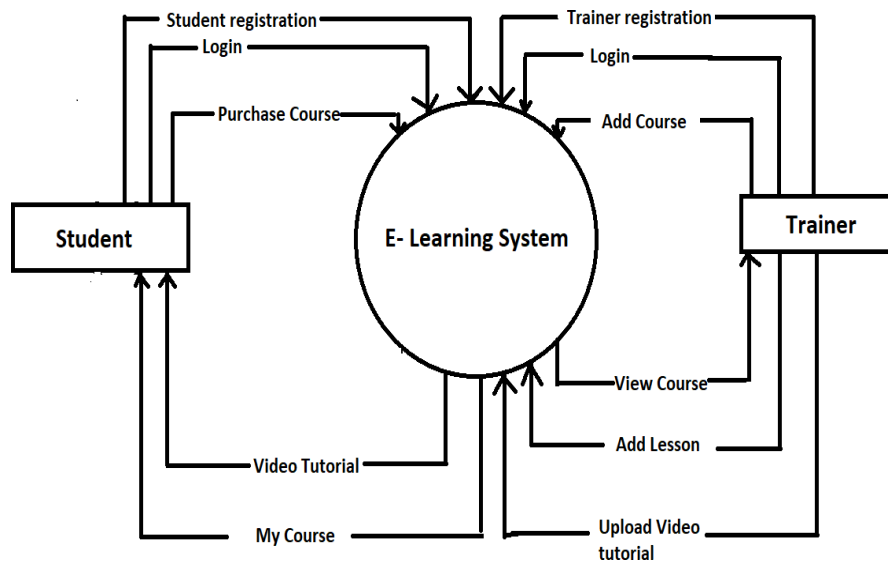 Student registration
Trainer registration
Login
Login
Purchase Course
Add Course
Student
E- Learning System
Trainer
View Course
Add Lesson
Video Tutorial
My Course
Upload Video
tutorial